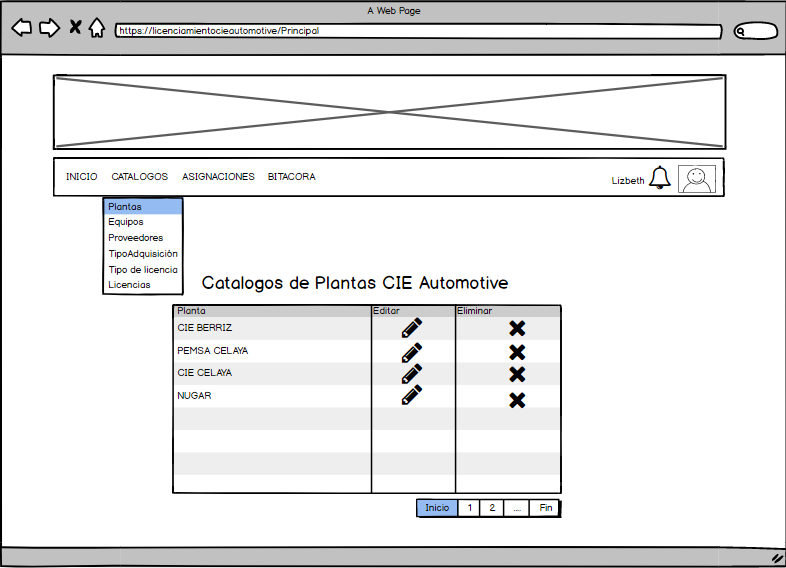 A Web Page
https://licenciamientocieautomotive/Principal
INICIO CATALOGOS ASIGNACIONES BITACORA
Lizbeth
Plantas
Equipos
Proveedores
TipoAdquisición
Tipo de licencia
Licencias
Catalogos de Plantas CIE Automotive
Planta Editar Eliminar
CIE BERRIZ
PEMSA CELAYA
CIE CELAYA
NUGAR
Inicio 1 2 .... Fin